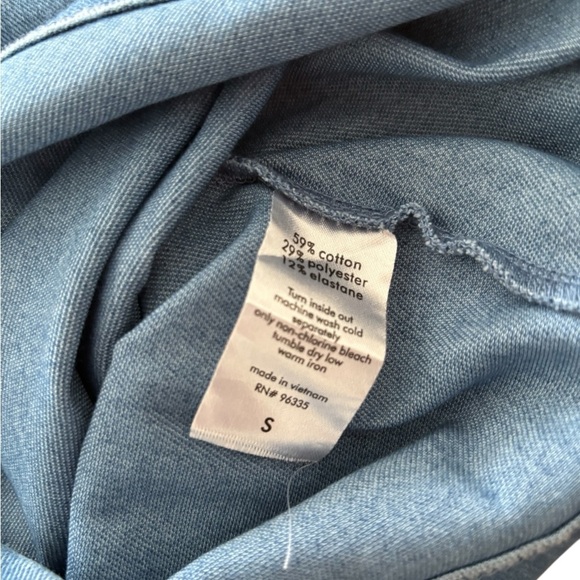 59% cotton
29% polyester
12% elastane
Turn inside out
machine wash cold
separately
only non-chlorine bleach
tumble dry low
warm iron
made in vietnam
RN# 96335
S